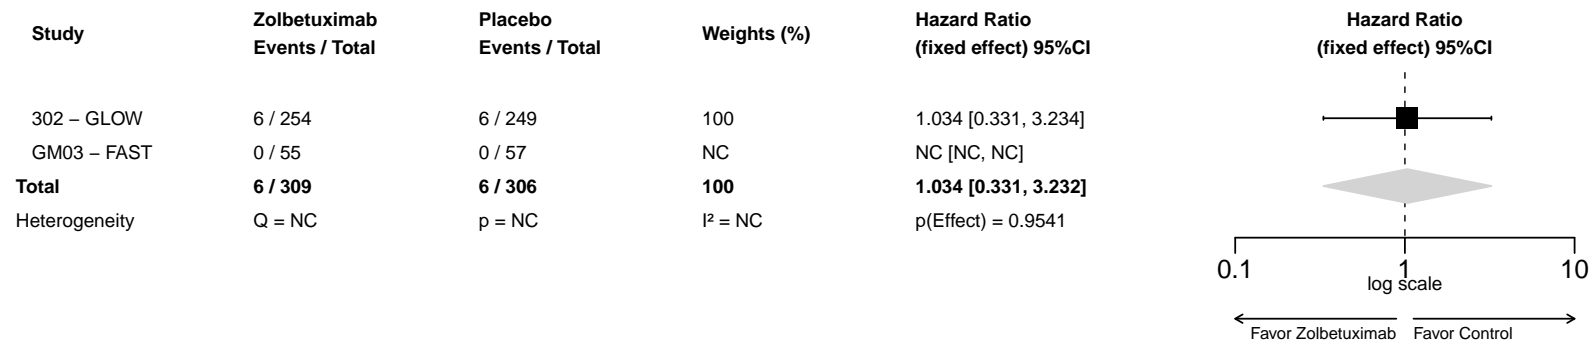 Study Zolbetuximab Events / Total Placebo Events / Total Weights (%) Hazard Ratio (fixed effect) 95%CI Hazard Ratio (fixed effect) 95%CI
302 – GLOW 6 / 254 6 / 249 100 1.034 [0.331, 3.234]
GM03 – FAST 0 / 55 0 / 57 NC NC [NC, NC]
Total 6 / 309 6 / 306 100 1.034 [0.331, 3.232]
Heterogeneity Q = NC p = NC I² = NC p(Effect) = 0.9541
0.1 1 10
log scale
Favor Zolbetuximab Favor Control